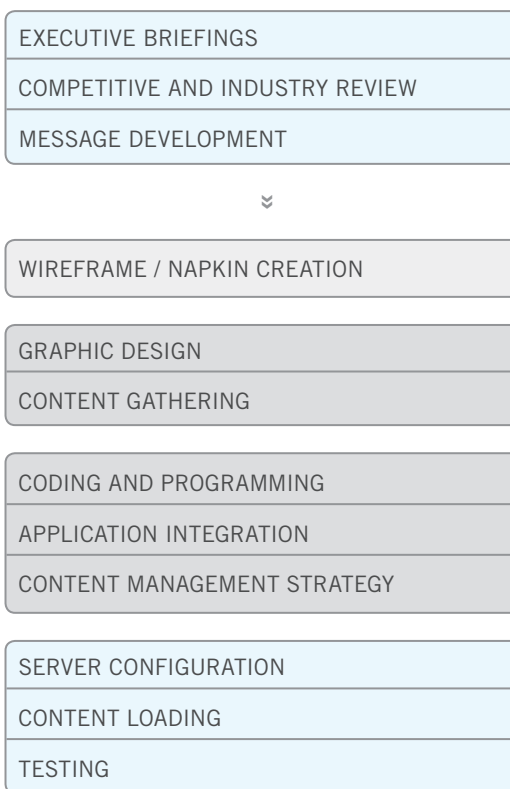 EXECUTIVE BRIEFINGS
COMPETITIVE AND INDUSTRY REVIEW
MESSAGE DEVELOPMENT
WIREFRAME / NAPKIN CREATION
GRAPHIC DESIGN
CONTENT GATHERING
CODING AND PROGRAMMING
APPLICATION INTEGRATION
CONTENT MANAGEMENT STRATEGY
SERVER CONFIGURATION
CONTENT LOADING
TESTING